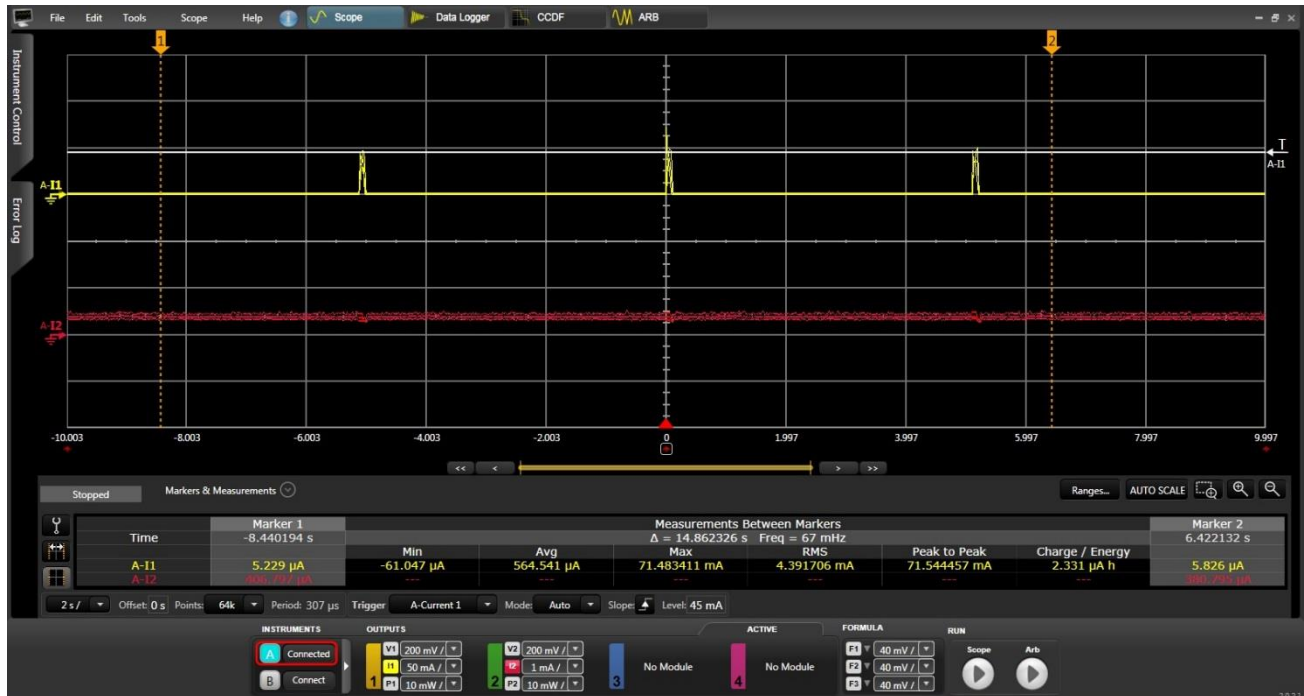 File Edit Tools Scope Help i Scope Data Logger CCDF ARB
1 2
Instrument Control
Error Log
T
A-I1
A-I1
A-I2
-10.003 -8.003 -6.003 -4.003 -2.003 0 1.997 3.997 5.997 7.997 9.997
<< < > >>
Stopped Markers & Measurements Ranges... AUTO SCALE
Marker 1 Measurements Between Markers Marker 2
Time -8.440194 s Δ = 14.862326 s Freq = 67 mHz 6.422132 s
Min Avg Max RMS Peak to Peak Charge / Energy
A-I1 5.229 µA -61.047 µA 564.541 µA 71.483411 mA 4.391706 mA 71.544457 mA 2.331 µA h 5.826 µA
A-I2 406.797 µA --- --- --- --- --- --- 380.795 µA
2 s / Offset: 0 s Points: 64k Period: 307 µs Trigger A-Current 1 Mode: Auto Slope: Level: 45 mA
INSTRUMENTS OUTPUTS ACTIVE FORMULA RUN
A Connected V1 200 mV / V2 200 mV / F1 40 mV / Scope Arb
I1 50 mA / I2 1 mA / No Module No Module F2 40 mV /
B Connect 1 P1 10 mW / 2 P2 10 mW / 3 4 F3 40 mV /